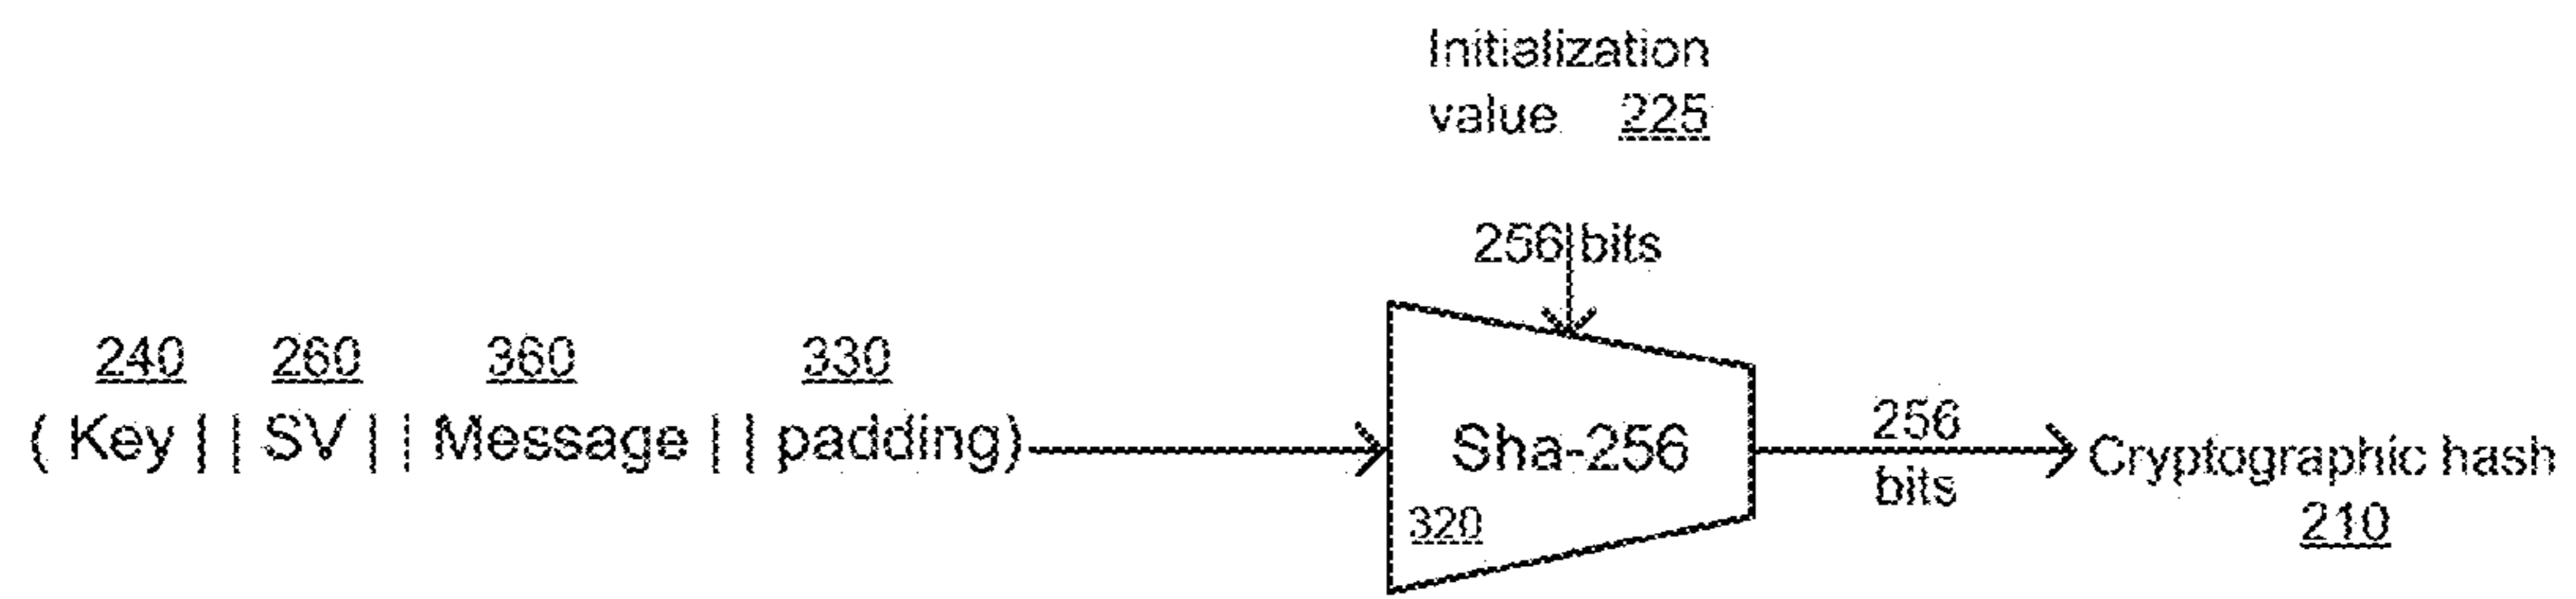 Initialization
value 225
256 bits
240 260 360 330
( Key | | SV | | Message | | padding)
Sha-256
320
256
bits
Cryptographic hash
210